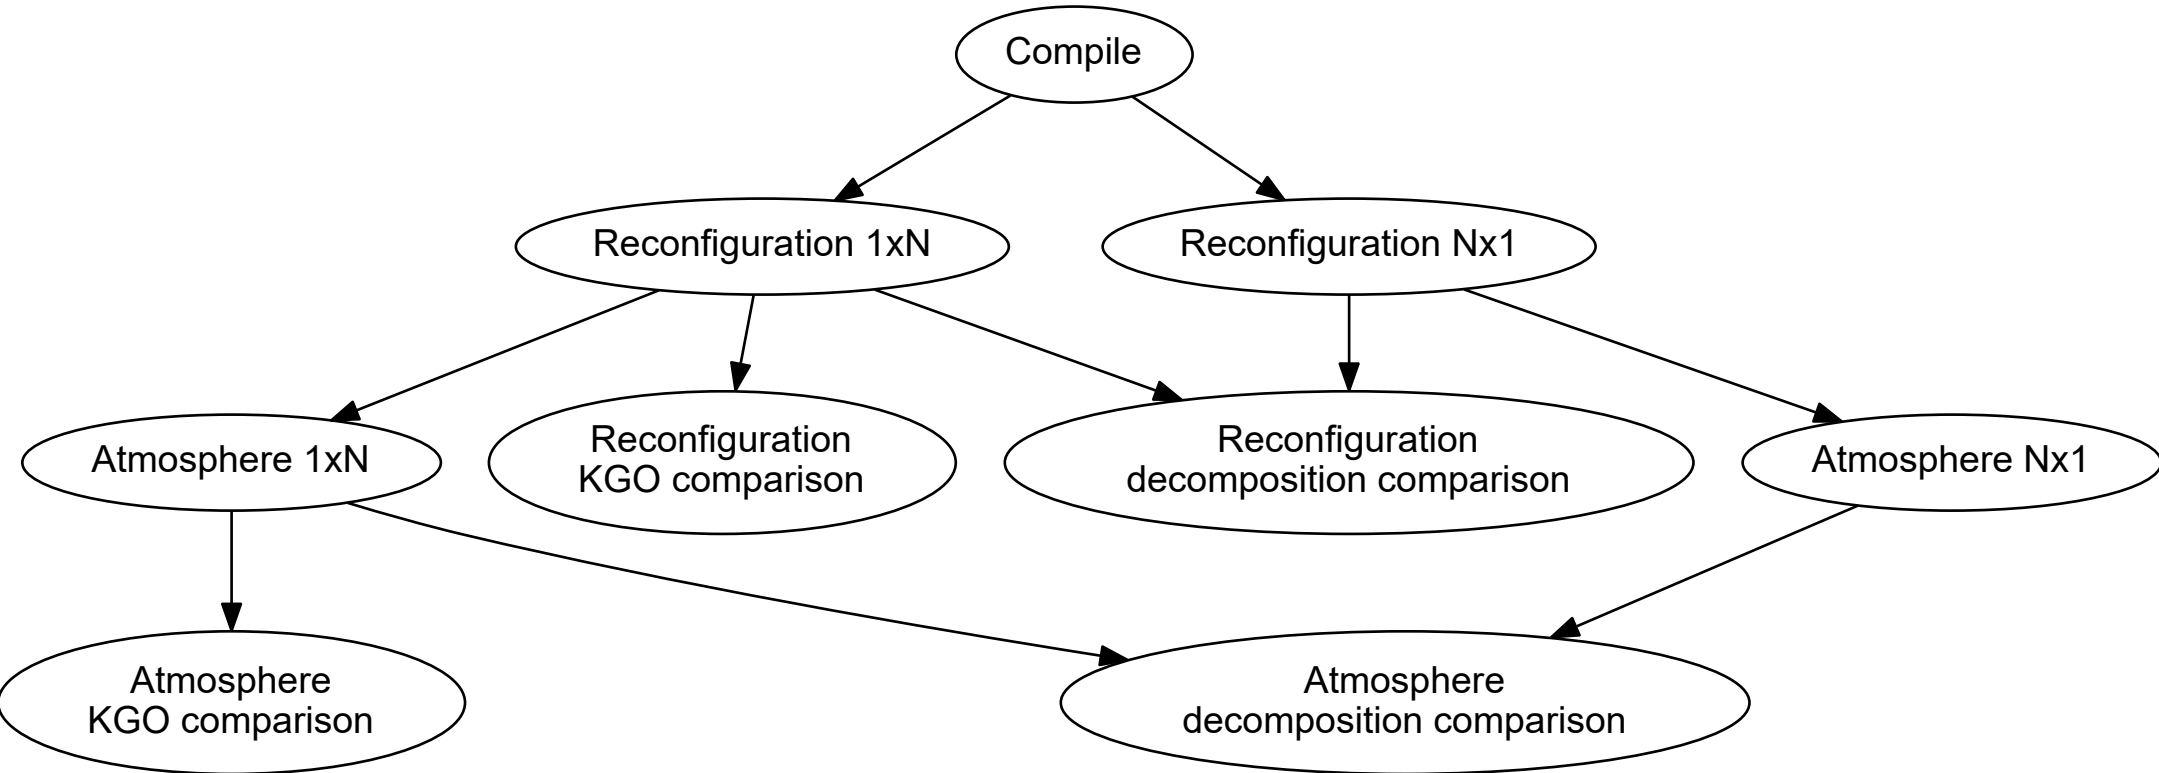 Compile
Reconfiguration 1xN
Reconfiguration Nx1
Atmosphere 1xN
Reconfiguration
KGO comparison
Reconfiguration
decomposition comparison
Atmosphere Nx1
Atmosphere
KGO comparison
Atmosphere
decomposition comparison